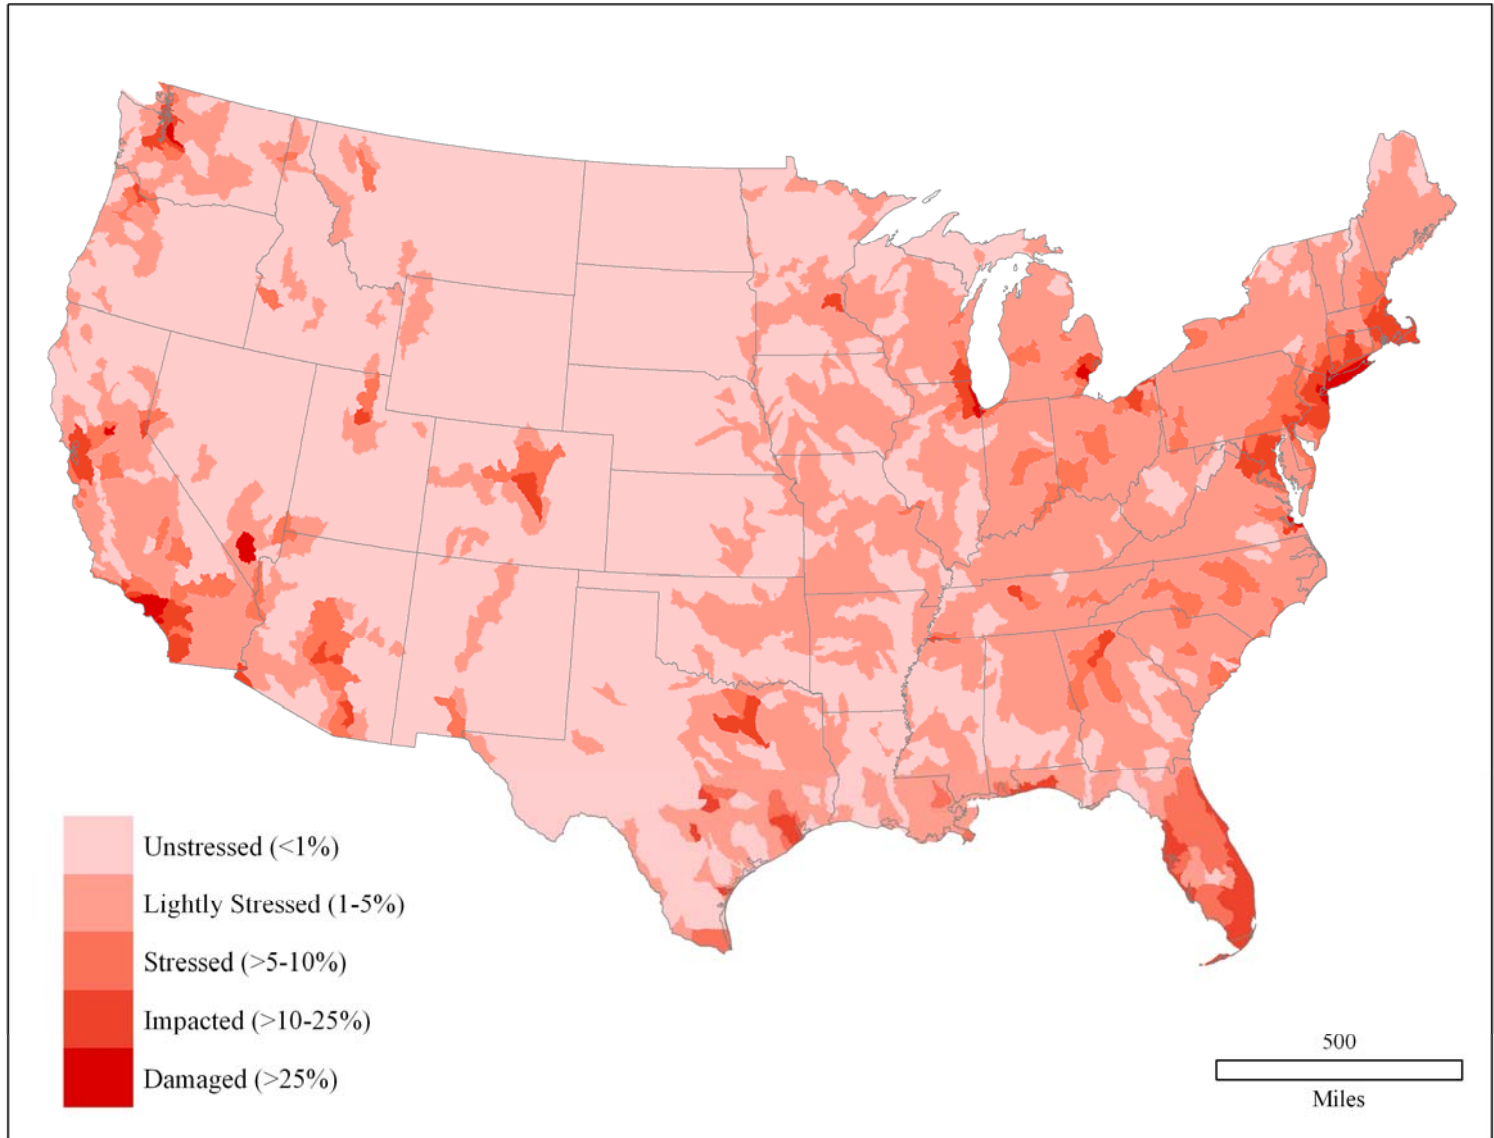 Unstressed (<1%)
Lightly Stressed (1-5%)
Stressed (>5-10%)
Impacted (>10-25%)
Damaged (>25%)
500
Miles